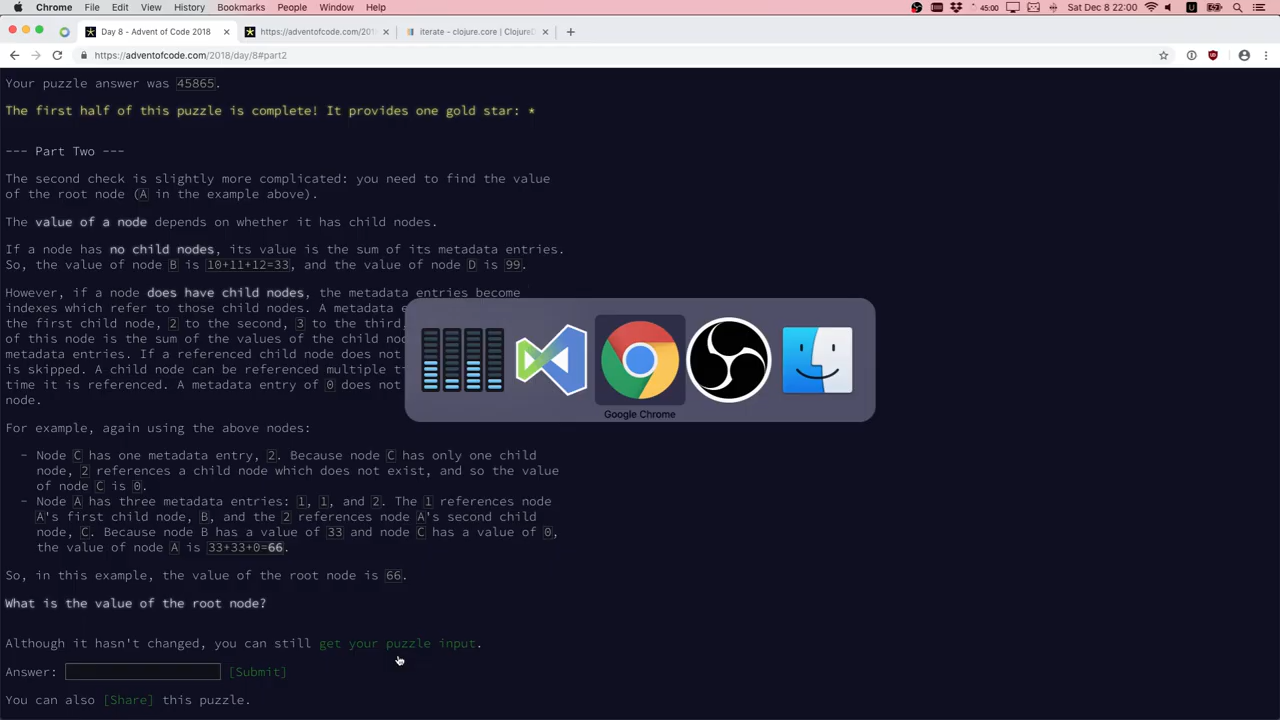 Chrome File Edit View History Bookmarks People Window Help 45:00 Sat Dec 8 22:00
Day 8 - Advent of Code 2018 https://adventofcode.com/201 iterate - clojure.core | Clojure
https://adventofcode.com/2018/day/8#part2
Your puzzle answer was 45865.
The first half of this puzzle is complete! It provides one gold star: *
--- Part Two ---
The second check is slightly more complicated: you need to find the value
of the root node (A in the example above).
The value of a node depends on whether it has child nodes.
If a node has no child nodes, its value is the sum of its metadata entries.
So, the value of node B is 10+11+12=33, and the value of node D is 99.
However, if a node does have child nodes, the metadata entries become
indexes which refer to those child nodes. A metadata
the first child node, 2 to the second, 3 to the third,
of this node is the sum of the values of the child
metadata entries. If a referenced child node does not
is skipped. A child node can be referenced multiple
time it is referenced. A metadata entry of 0 does not
node.
Google Chrome
For example, again using the above nodes:
- Node C has one metadata entry, 2. Because node C has only one child
node, 2 references a child node which does not exist, and so the value
of node C is 0.
- Node A has three metadata entries: 1, 1, and 2. The 1 references node
A's first child node, B, and the 2 references node A's second child
node, C. Because node B has a value of 33 and node C has a value of 0,
the value of node A is 33+33+0=66.
So, in this example, the value of the root node is 66.
What is the value of the root node?
Although it hasn't changed, you can still get your puzzle input.
Answer: [Submit]
You can also [Share] this puzzle.